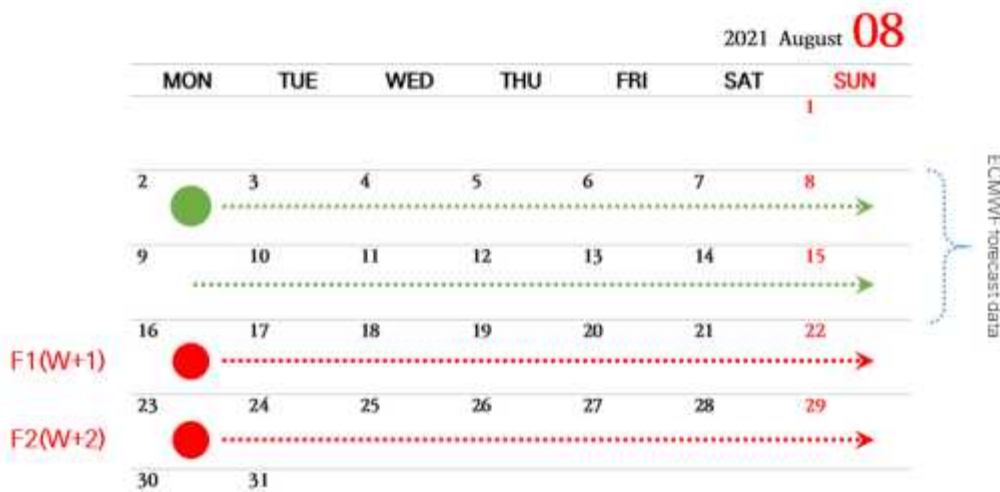 2021 August 08
MON TUE WED THU FRI SAT SUN
1
2 3 4 5 6 7 8
9 10 11 12 13 14 15
16 17 18 19 20 21 22
F1(W+1)
23 24 25 26 27 28 29
F2(W+2)
30 31
ECMWF forecast data